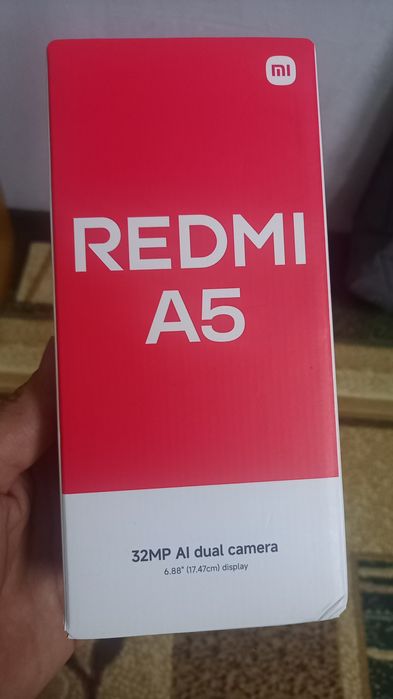 mi
REDMI
A5
32MP AI dual camera
6.88" (17,47cm) display